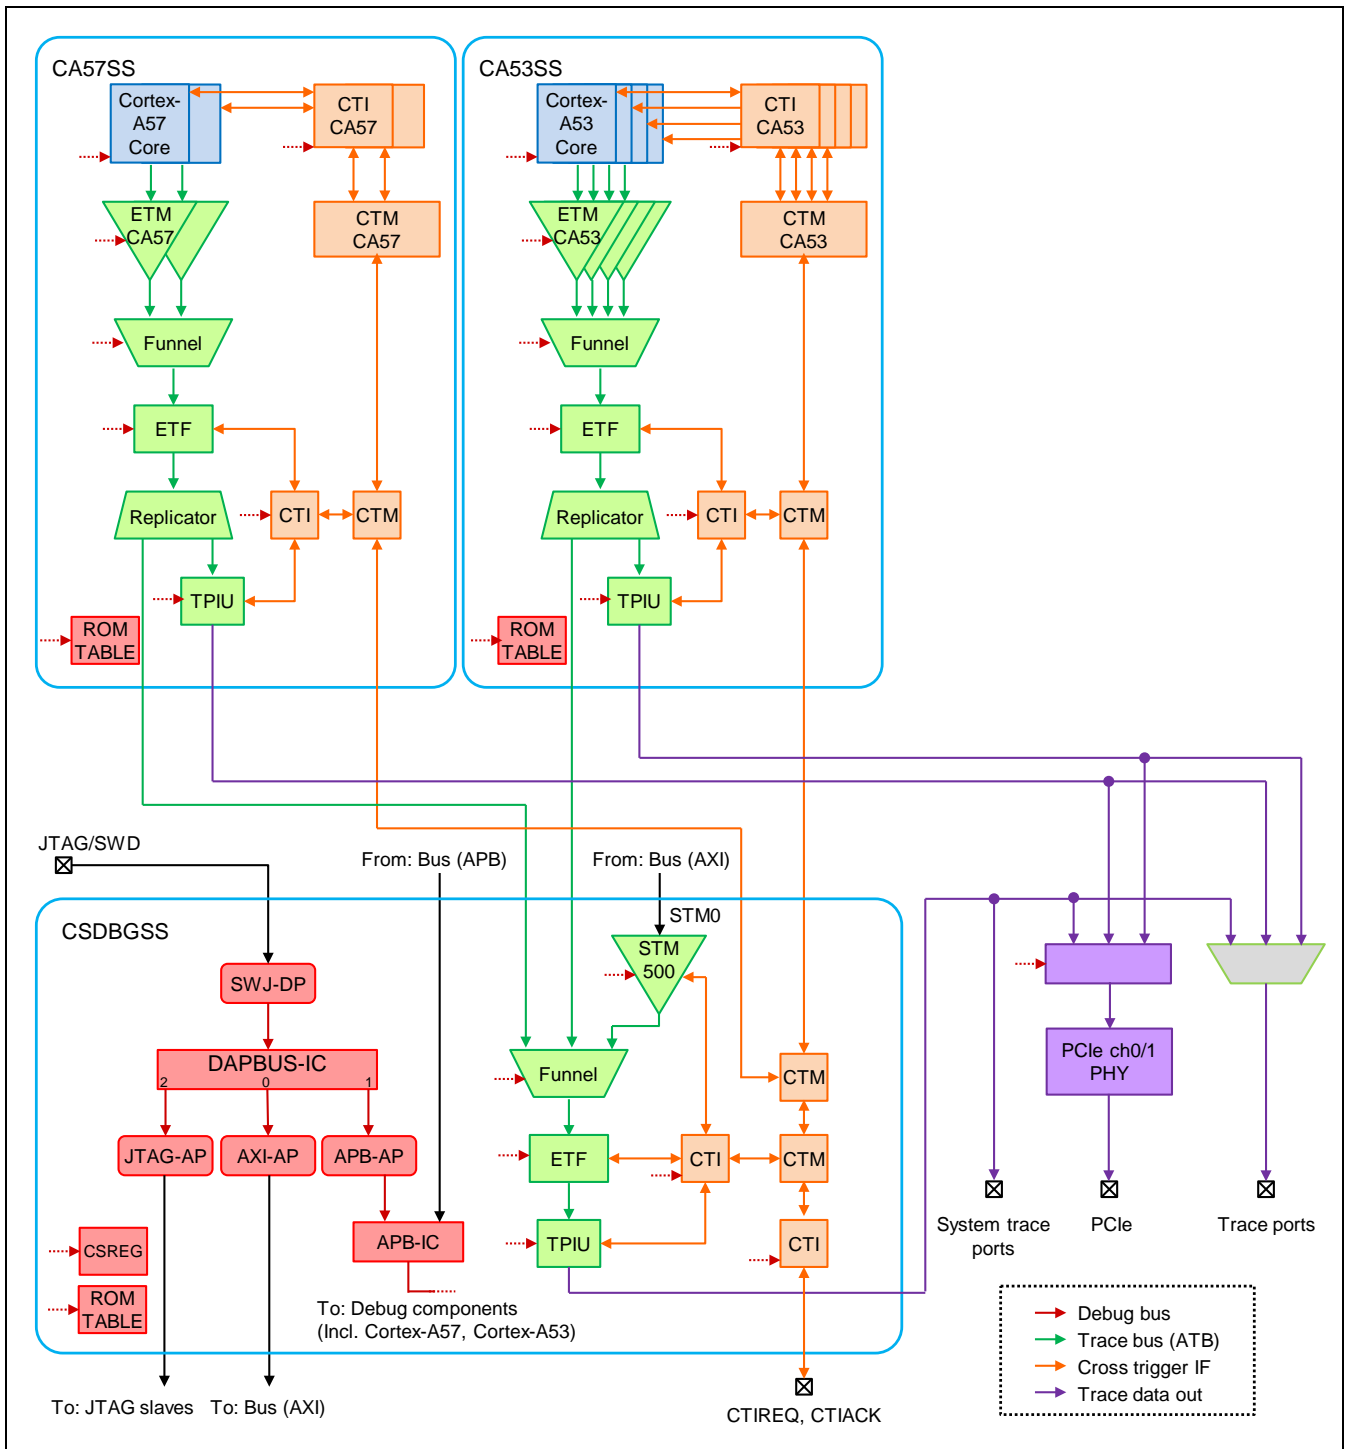 CA57SS
Cortex-
A57
Core
CTI
CA57
ETM
CA57
CTM
CA57
Funnel
ETF
Replicator
CTI
CTM
TPIU
ROM
TABLE
CA53SS
Cortex-
A53
Core
CTI
CA53
ETM
CA53
CTM
CA53
Funnel
ETF
Replicator
CTI
CTM
TPIU
ROM
TABLE
JTAG/SWD
From: Bus (APB)
From: Bus (AXI)
STM0
CSDBGSS
SWJ-DP
STM
500
DAPBUS-IC
2
0
1
Funnel
CTM
PCIe ch0/1
PHY
JTAG-AP
AXI-AP
APB-AP
ETF
CTI
CTM
APB-IC
TPIU
CTI
CSREG
ROM
TABLE
To: Debug components
(Incl. Cortex-A57, Cortex-A53)
System trace
ports
PCIe
Trace ports
Debug bus
Trace bus (ATB)
Cross trigger IF
Trace data out
To: JTAG slaves
To: Bus (AXI)
CTIREQ, CTIACK